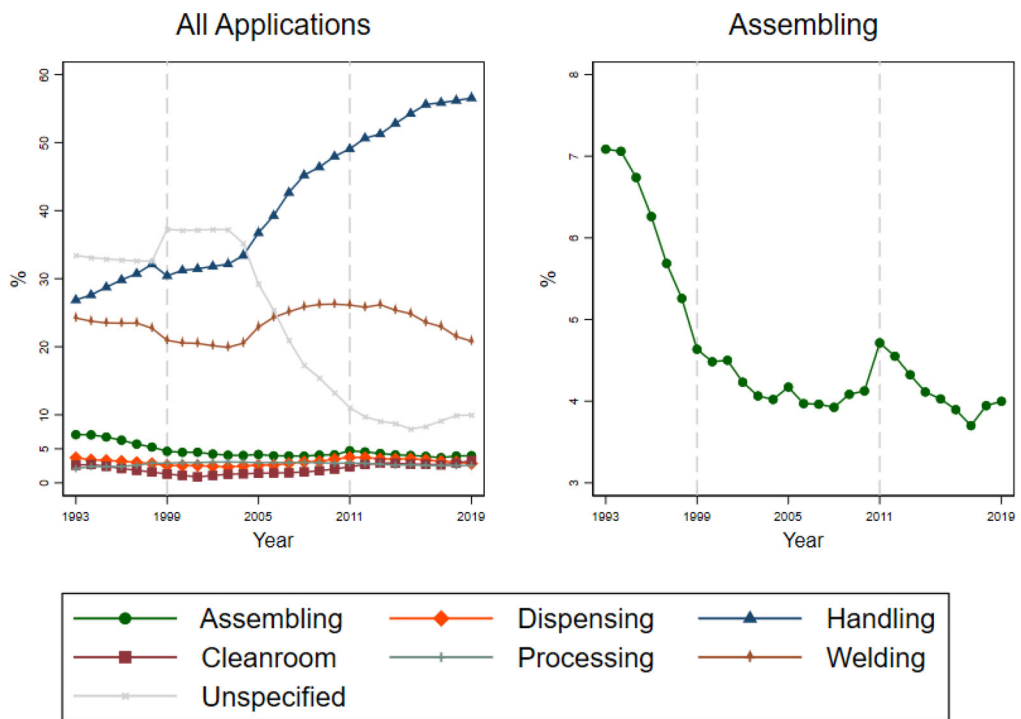 All Applications
%
60
50
40
30
20
10
5
0
1993
1999
2005
2011
2019
Year
Assembling
%
8
7
6
5
4
3
1993
1999
2005
2011
2019
Year
Assembling
Dispensing
Handling
Cleanroom
Processing
Welding
Unspecified